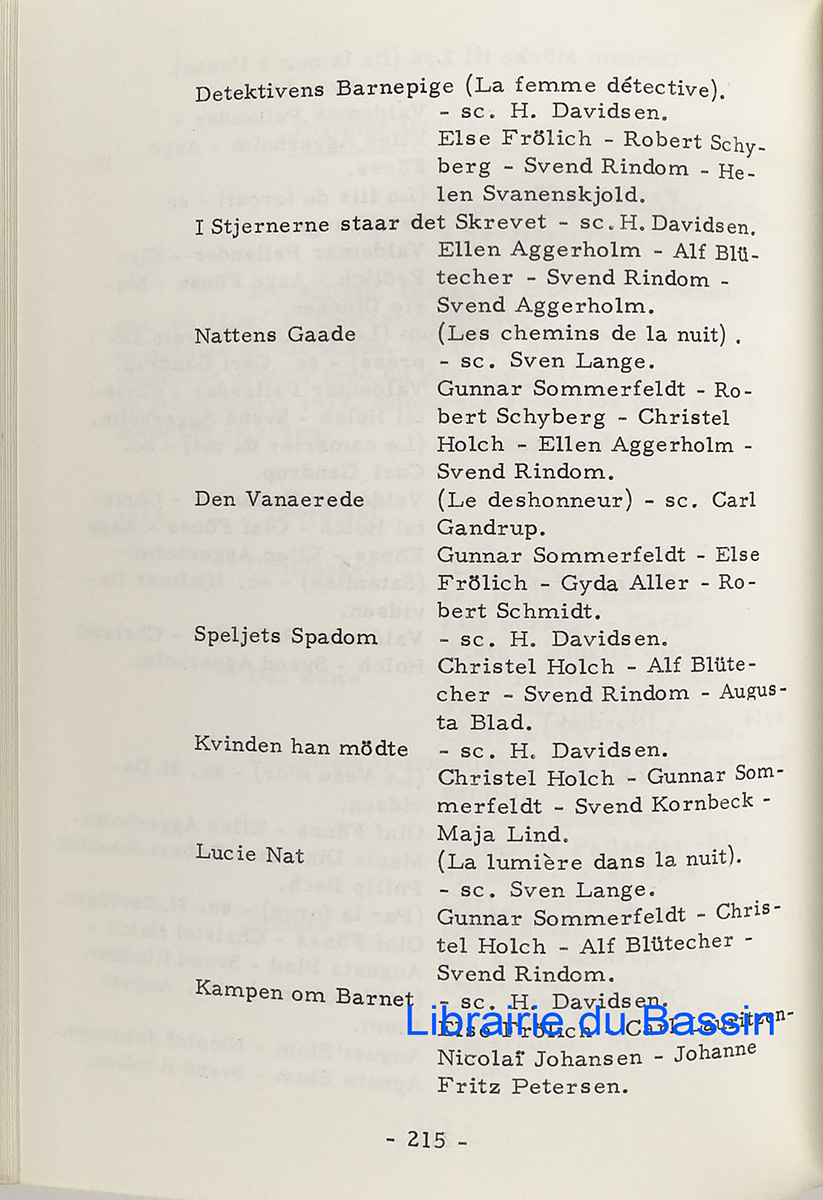 Detektivens Barnepige (La femme détective).
- sc. H. Davidsen.
Else Frölich - Robert Schy-
berg - Svend Rindom - He-
len Svanenskjold.
I Stjernerne staar det Skrevet - sc. H. Davidsen.
Ellen Aggerholm - Alf Blü-
techer - Svend Rindom -
Svend Aggerholm.
Nattens Gaade (Les chemins de la nuit) .
- sc. Sven Lange.
Gunnar Sommerfeldt - Ro-
bert Schyberg - Christel
Holch - Ellen Aggerholm -
Svend Rindom.
Den Vanaerede (Le deshonneur) - sc. Carl
Gandrup.
Gunnar Sommerfeldt - Else
Frölich - Gyda Aller - Ro-
bert Schmidt.
Speljets Spadom - sc. H. Davidsen.
Christel Holch - Alf Blüte-
cher - Svend Rindom - Augus-
ta Blad.
Kvinden han mödte - sc. H. Davidsen.
Christel Holch - Gunnar Som-
merfeldt - Svend Kornbeck -
Maja Lind.
Lucie Nat (La lumière dans la nuit).
- sc. Sven Lange.
Gunnar Sommerfeldt - Chris-
tel Holch - Alf Blütecher -
Svend Rindom.
Kampen om Barnet - sc. H. Davidsen.
Librairie du Bassin
Else Frölich - Carl Lauritzen-
Nicolaï Johansen - Johanne
Fritz Petersen.
- 215 -